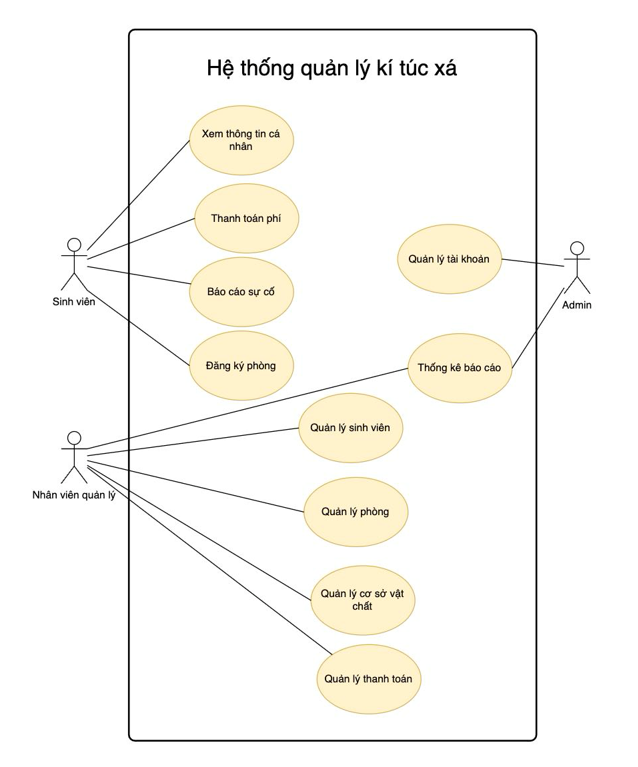 Hệ thống quản lý kí túc xá
Xem thông tin cá
nhân
Thanh toán phí
Báo cáo sự cố
Đăng ký phòng
Sinh viên
Quản lý tài khoản
Admin
Thống kê báo cáo
Quản lý sinh viên
Nhân viên quản lý
Quản lý phòng
Quản lý cơ sở vật
chất
Quản lý thanh toán